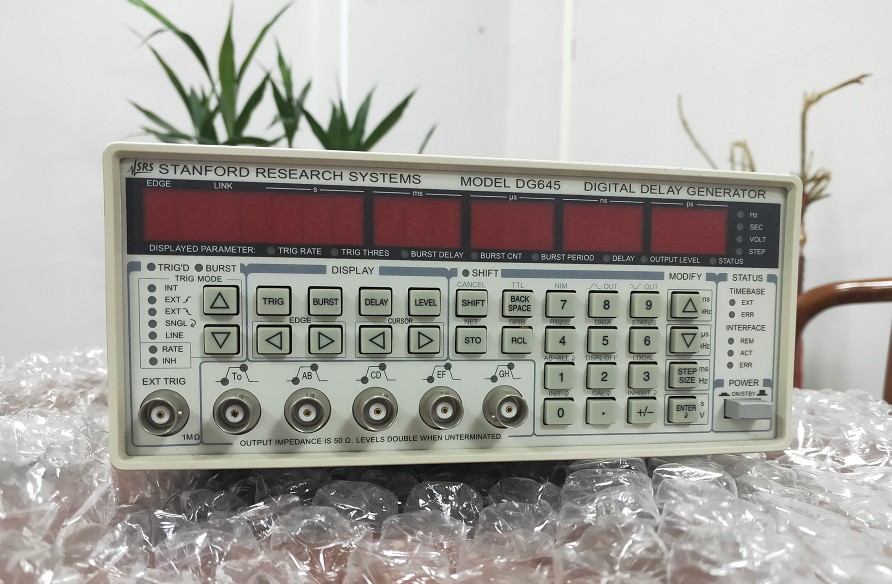 SRS STANFORD RESEARCH SYSTEMS MODEL DG645 DIGITAL DELAY GENERATOR
EDGE LINK s ms µs ns ps
Hz
SEC
VOLT
STEP
DISPLAYED PARAMETER: TRIG RATE TRIG THRES BURST DELAY BURST CNT BURST PERIOD DELAY OUTPUT LEVEL STATUS
TRIG'D BURST
TRIG MODE
INT
EXT
EXT
SNGL
LINE
RATE
INH
DISPLAY
TRIG BURST DELAY LEVEL
EDGE CURSOR
SHIFT
MODIFY
CANCEL TTL NIM OUT OUT
SHIFT BACK SPACE 7 8 9 ns
NET GPIB RS232 DATA STATUS
STO RCL 4 5 6 µs kHz
DSPL OFF LOCAL
1 2 3 STEP SIZE ms Hz
INIT CAL INHIBIT
0 . +/- ENTER s V
STATUS
TIMEBASE
EXT
ERR
INTERFACE
REM
ACT
ERR
POWER
ON/STBY
EXT TRIG
1MΩ
To AB CD EF GH
OUTPUT IMPEDANCE IS 50 Ω. LEVELS DOUBLE WHEN UNTERMINATED.